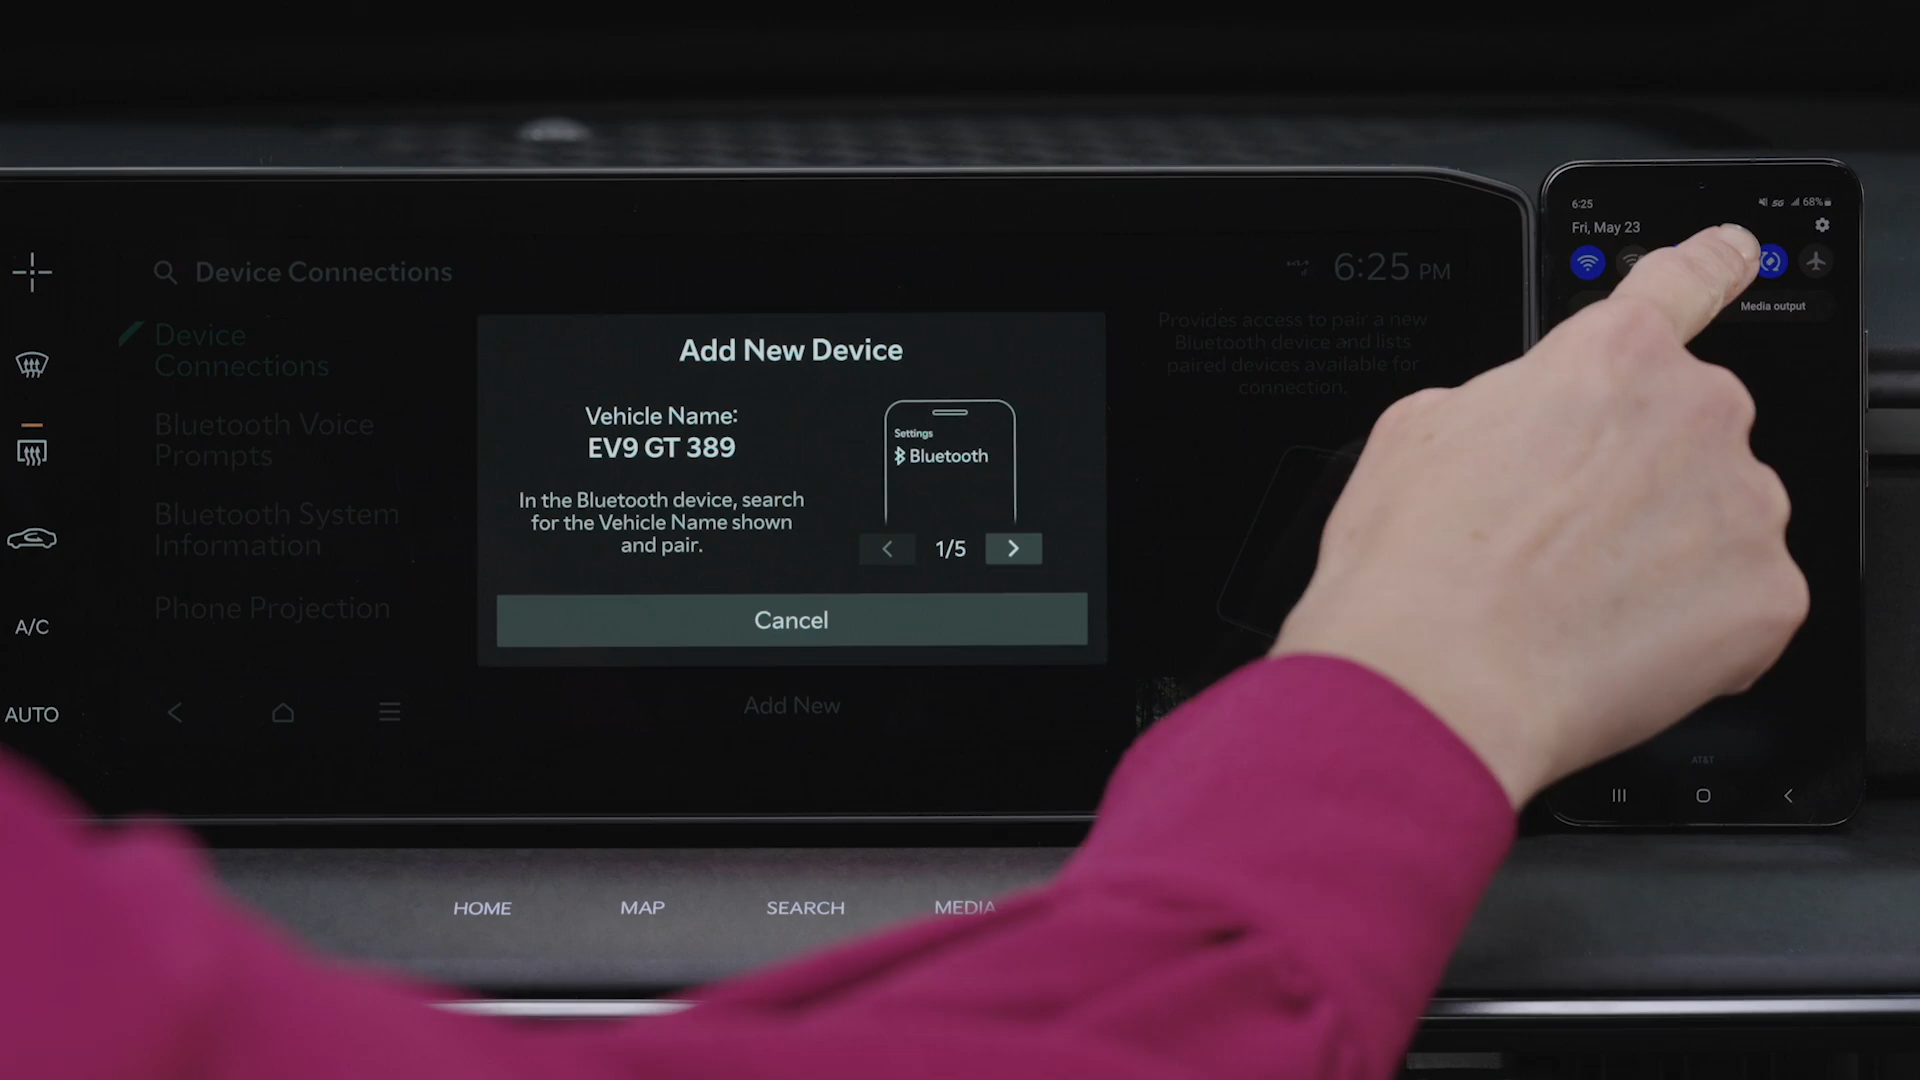 Device Connections
6:25 PM
Device
Connections
Bluetooth Voice
Prompts
Bluetooth System
Information
Phone Projection
A/C
AUTO
Add New Device
Vehicle Name:
EV9 GT 389
In the Bluetooth device, search
for the Vehicle Name shown
and pair.
Settings
Bluetooth
1/5
Cancel
Add New
Provides access to pair a new
Bluetooth device and lists
paired devices available for
connection.
HOME
MAP
SEARCH
MEDIA
6:25
5G
68%
Fri, May 23
Media output
AT&T